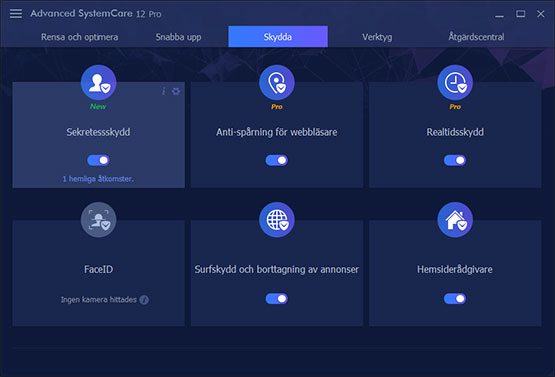 Advanced SystemCare 12 Pro
Rensa och optimera
Snabba upp
Skydda
Verktyg
Åtgärdscentral
New
Sekretessskydd
1 hemliga åtkomster.
Pro
Anti-spårning för webbläsare
Pro
Realtidsskydd
FaceID
Ingen kamera hittades
Surfskydd och borttagning av annonser
Hemsiderådgivare